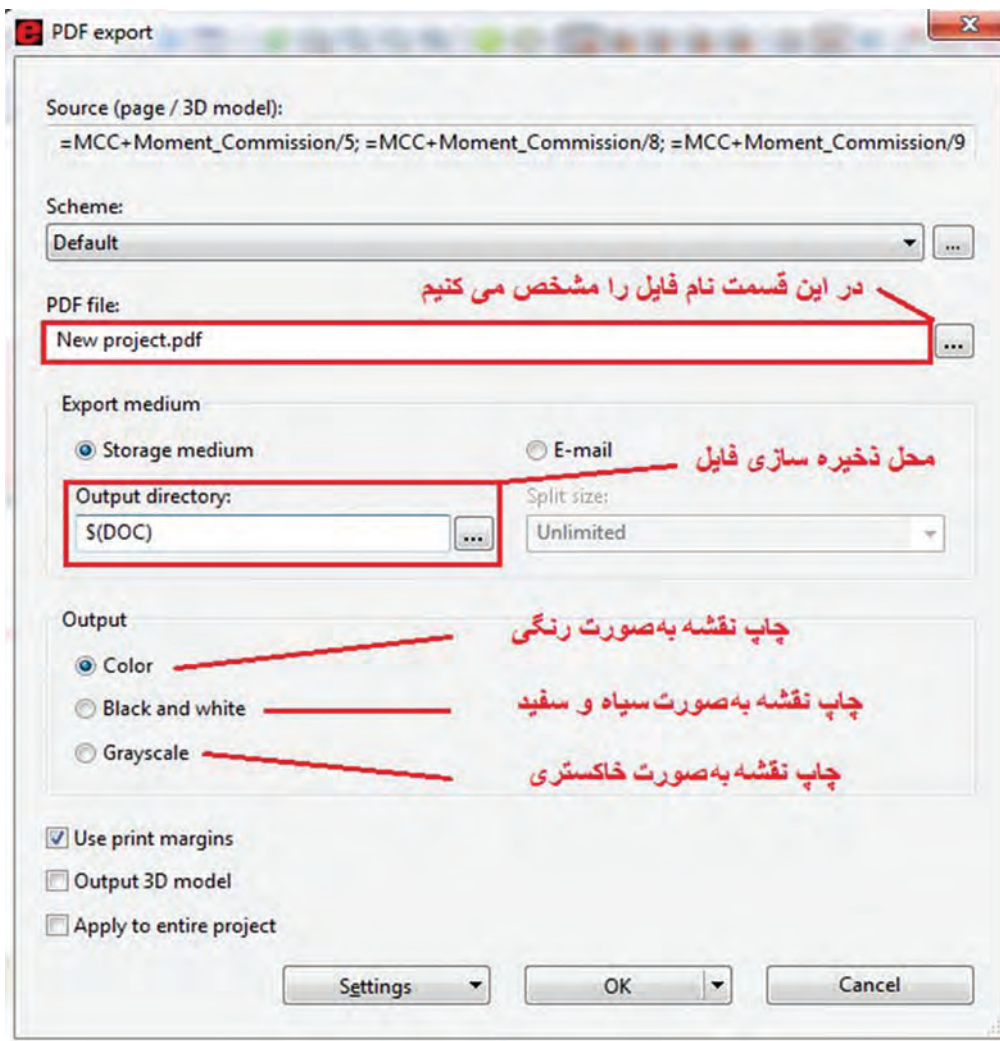 PDF export
Source (page / 3D model):
=MCC+Moment_Commission/5; =MCC+Moment_Commission/8; =MCC+Moment_Commission/9
Scheme:
Default
...
در این قسمت نام فایل را مشخص می کنیم
PDF file:
New project.pdf
...
Export medium
Storage medium
E-mail
محل ذخیره سازی فایل
Output directory:
Split size:
$(DOC)
...
Unlimited
Output
چاپ نقشه به‌صورت رنگی
Color
چاپ نقشه به‌صورت سیاه و سفید
Black and white
Grayscale
چاپ نقشه به‌صورت خاکستری
Use print margins
Output 3D model
Apply to entire project
Settings
OK
Cancel